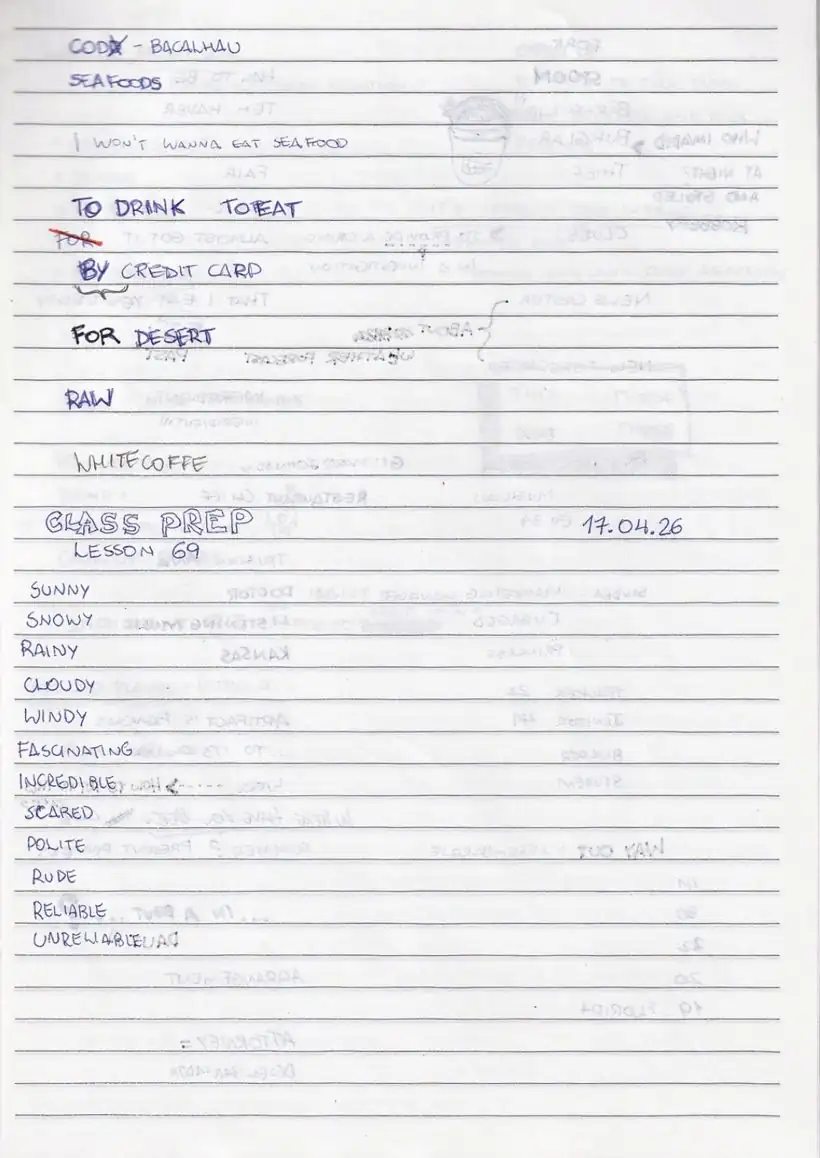 COD - BACALHAU
SEAFOODS
I WON'T WANNA EAT SEAFOOD
TO DRINK TO EAT
FOR
BY CREDIT CARD
FOR DESERT
RAW
WHITE COFFE
CLASS PREP 17.04.26
LESSON 69
SUNNY
SNOWY
RAINY
CLOUDY
WINDY
FASCINATING
INCREDIBLE
SCARED
POLITE
RUDE
RELIABLE
UNRELIABLE